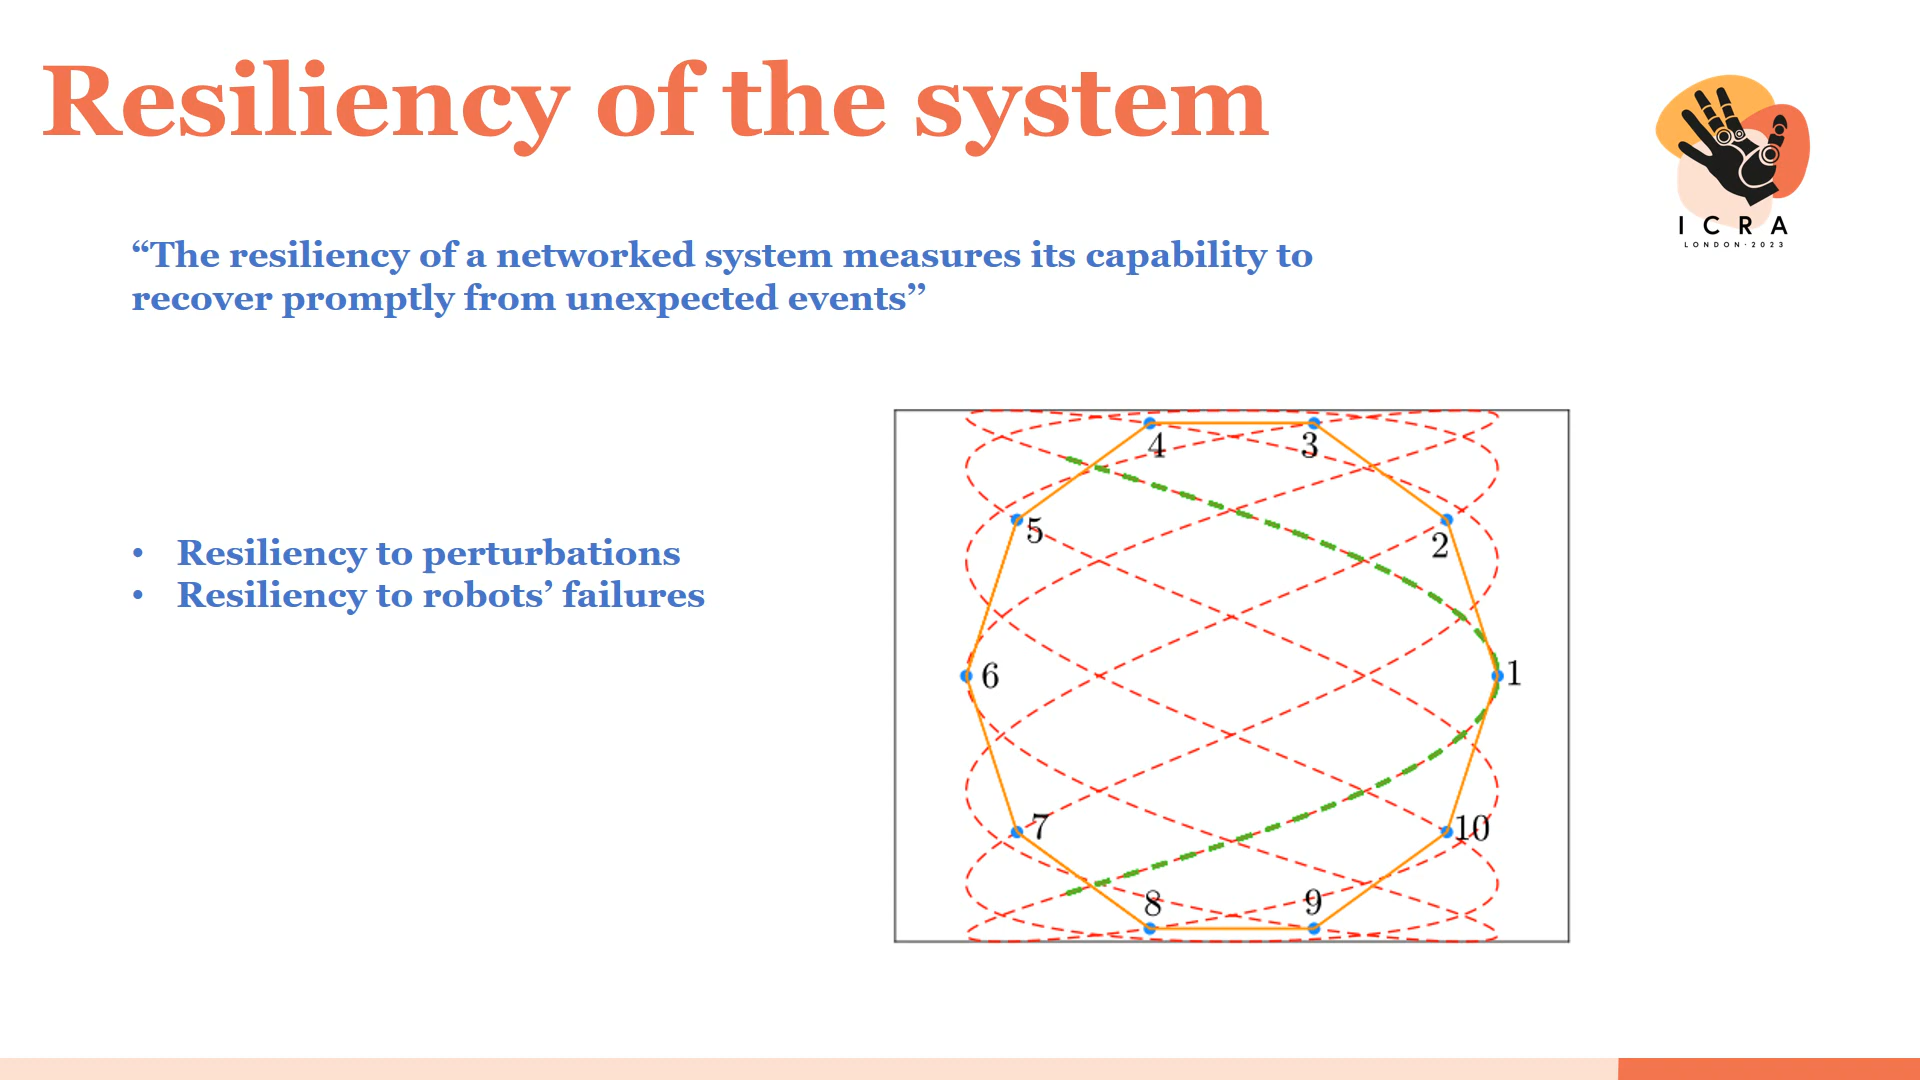 Resiliency of the system
ICRA
LONDON·2023
“The resiliency of a networked system measures its capability to
recover promptly from unexpected events”
• Resiliency to perturbations
• Resiliency to robots’ failures
4
3
5
2
6
1
7
10
8
9